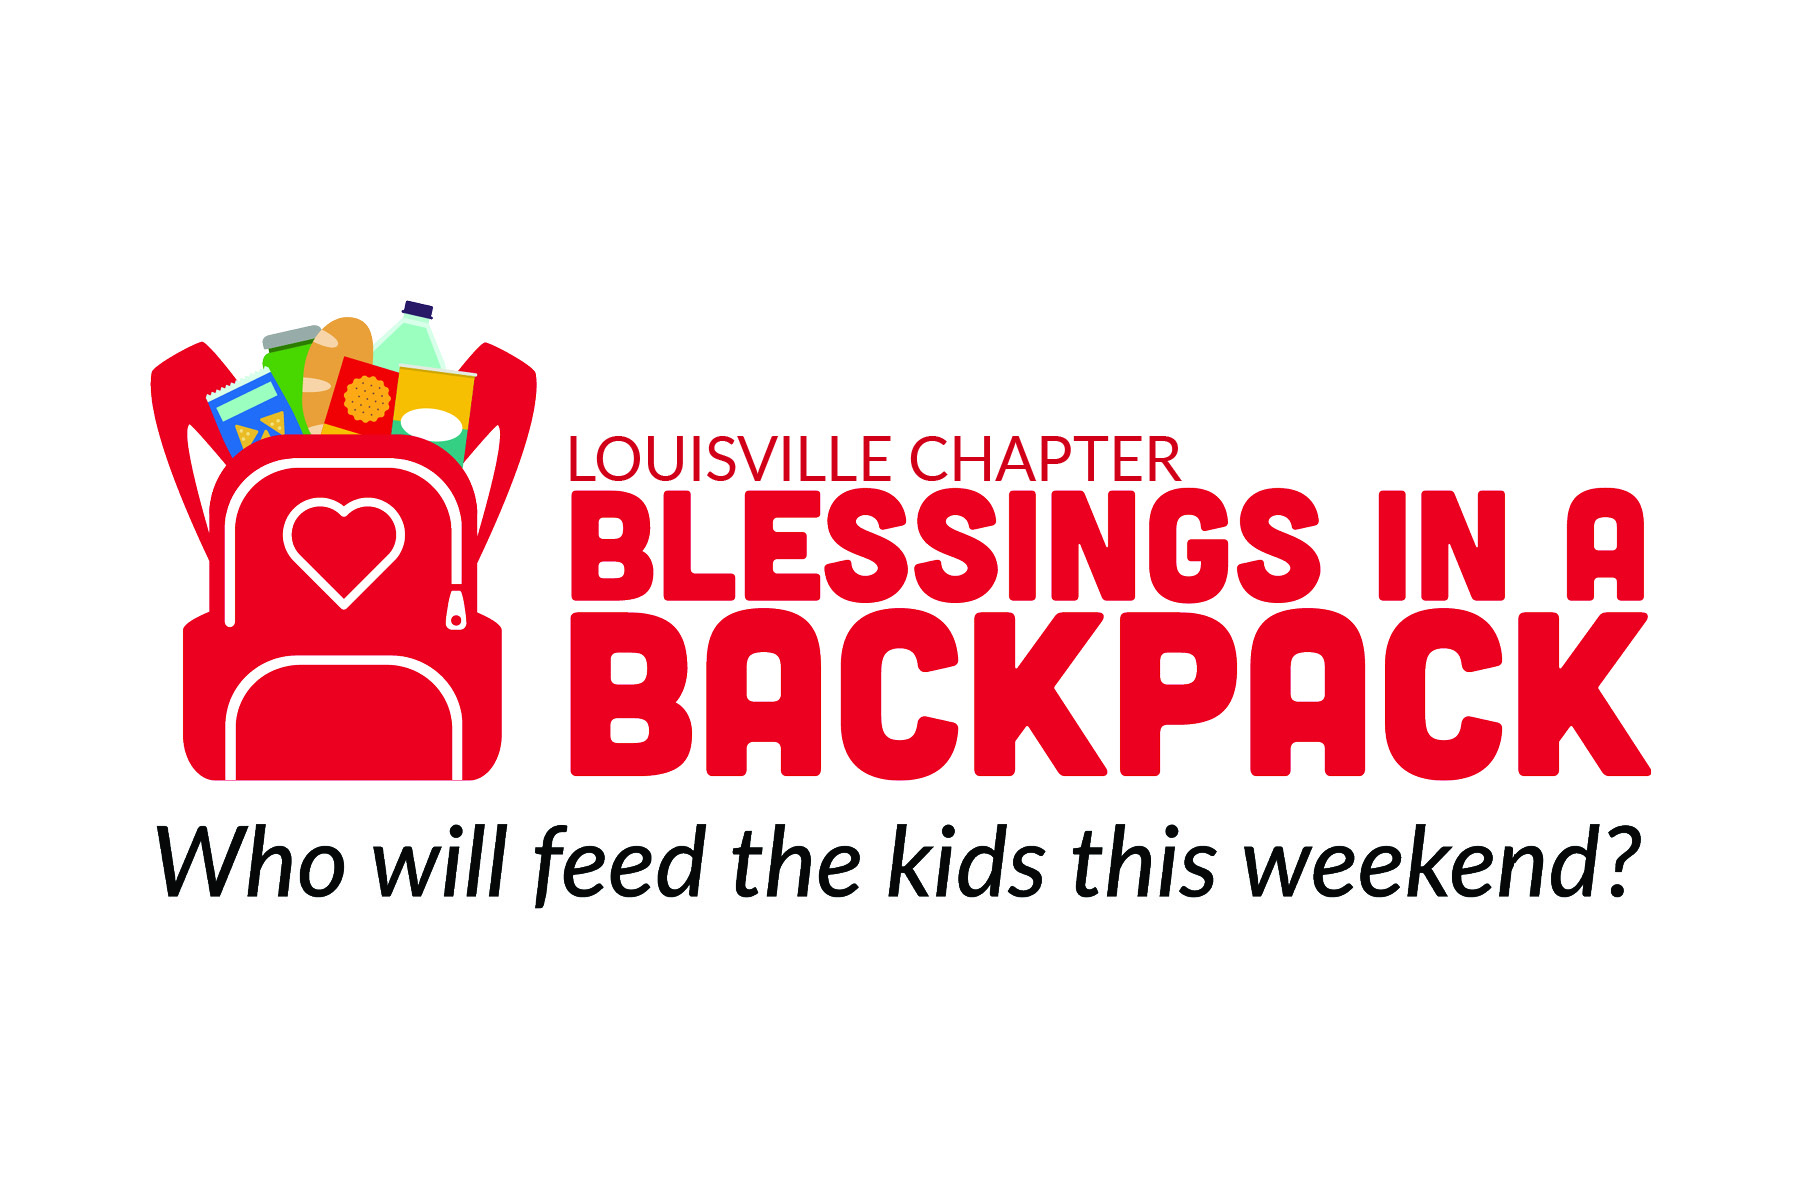 LOUISVILLE CHAPTER
BLESSINGS IN A
BACKPACK
Who will feed the kids this weekend?